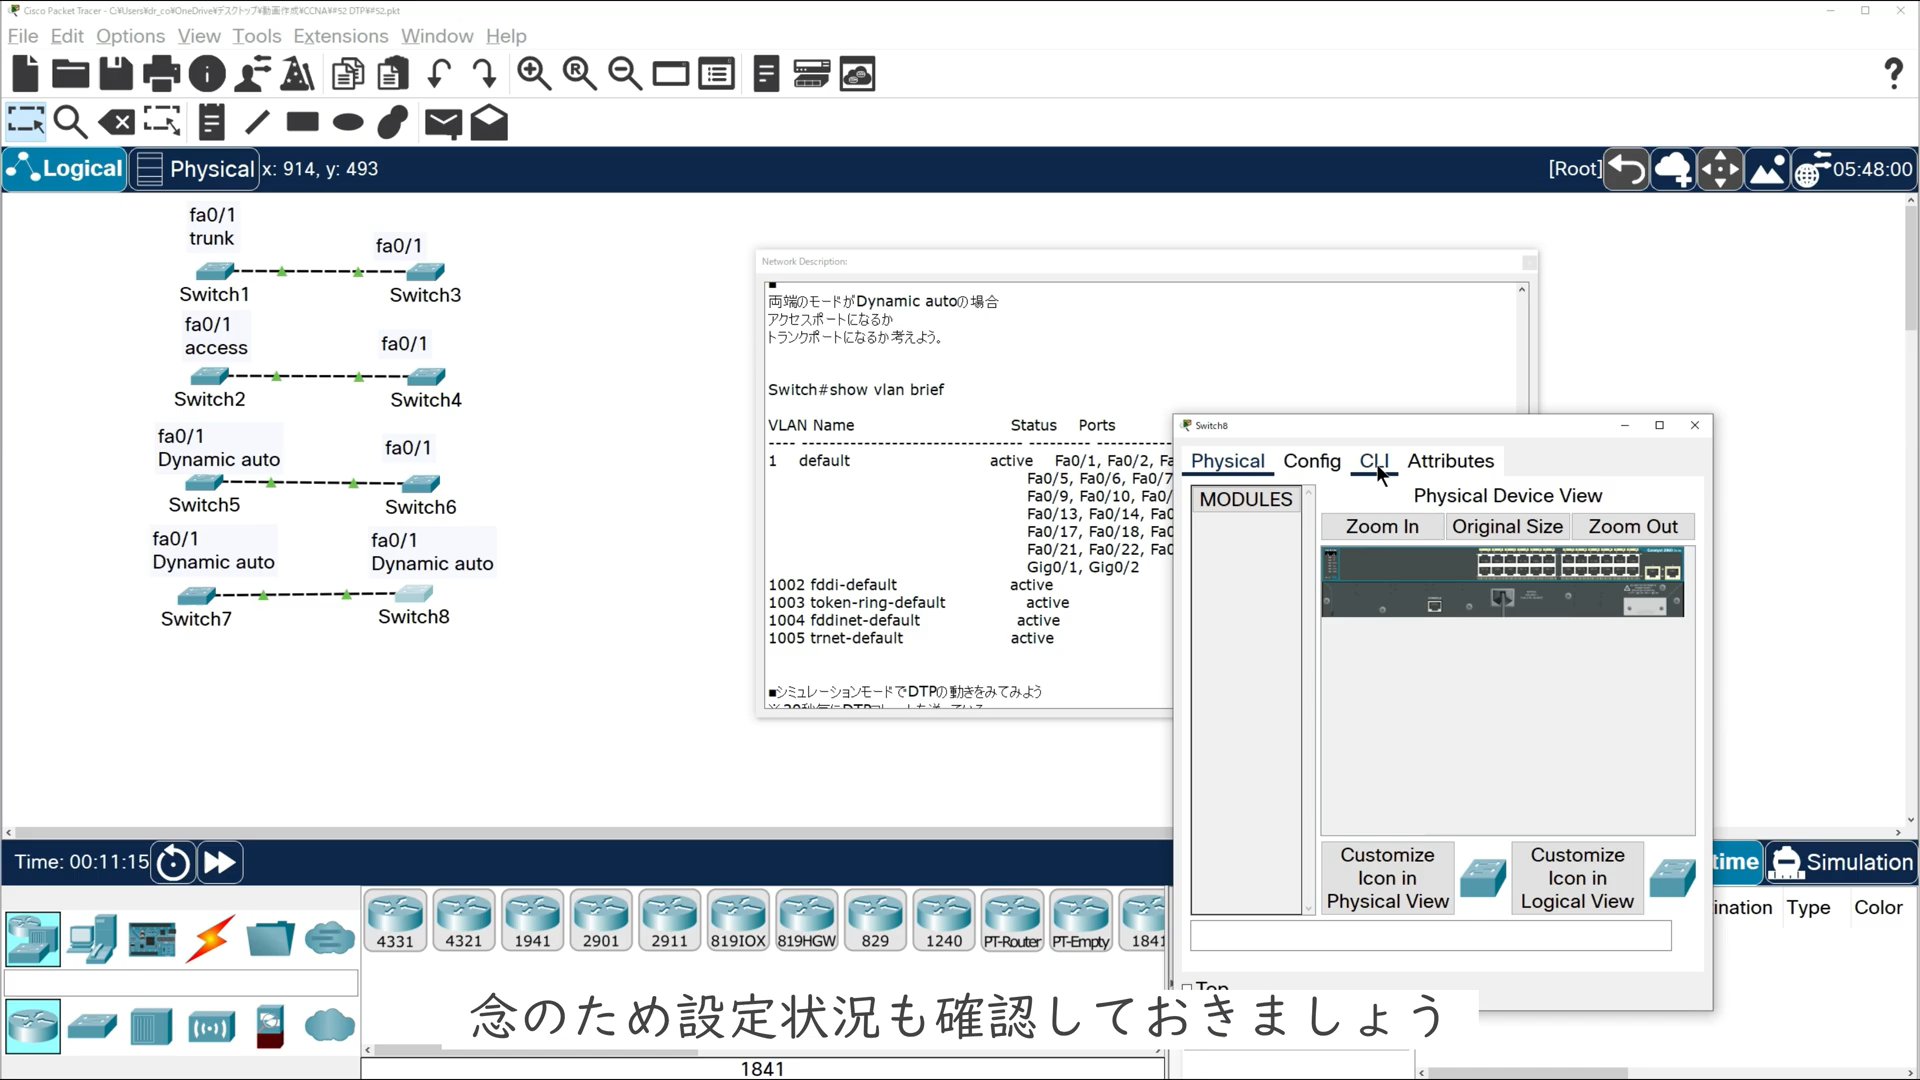 Cisco Packet Tracer - C:¥Users¥dr_co¥OneDrive¥デスクトップ¥動画作成¥CCNA¥#52 DTP¥#52.pkt
File Edit Options View Tools Extensions Window Help
Logical Physical x: 914, y: 493 [Root] 05:48:00
fa0/1
trunk
fa0/1
Switch1 Switch3
fa0/1
access
fa0/1
Switch2 Switch4
fa0/1
Dynamic auto
fa0/1
Switch5 Switch6
fa0/1
Dynamic auto
fa0/1
Dynamic auto
Switch7 Switch8
Network Description:
両端のモードがDynamic autoの場合
アクセスポートになるか
トランクポートになるか考えよう。
Switch#show vlan brief
VLAN Name Status Ports
---- -------------------------------- --------- ----------
1 default active Fa0/1, Fa0/2, Fa
Fa0/5, Fa0/6, Fa0/7
Fa0/9, Fa0/10, Fa0/
Fa0/13, Fa0/14, Fa0
Fa0/17, Fa0/18, Fa0
Fa0/21, Fa0/22, Fa0
Gig0/1, Gig0/2
1002 fddi-default active
1003 token-ring-default active
1004 fddinet-default active
1005 trnet-default active
■シミュレーションモードでDTPの動きをみてみよう
Switch8
Physical Config CLI Attributes
MODULES
Physical Device View
Zoom In Original Size Zoom Out
Customize
Icon in
Physical View
Customize
Icon in
Logical View
Top
Time: 00:11:15
time Simulation
ination Type Color
4331 4321 1941 2901 2911 819IOX 819HGW 829 1240 PT-Router PT-Empty 1841
念のため設定状況も確認しておきましょう
1841